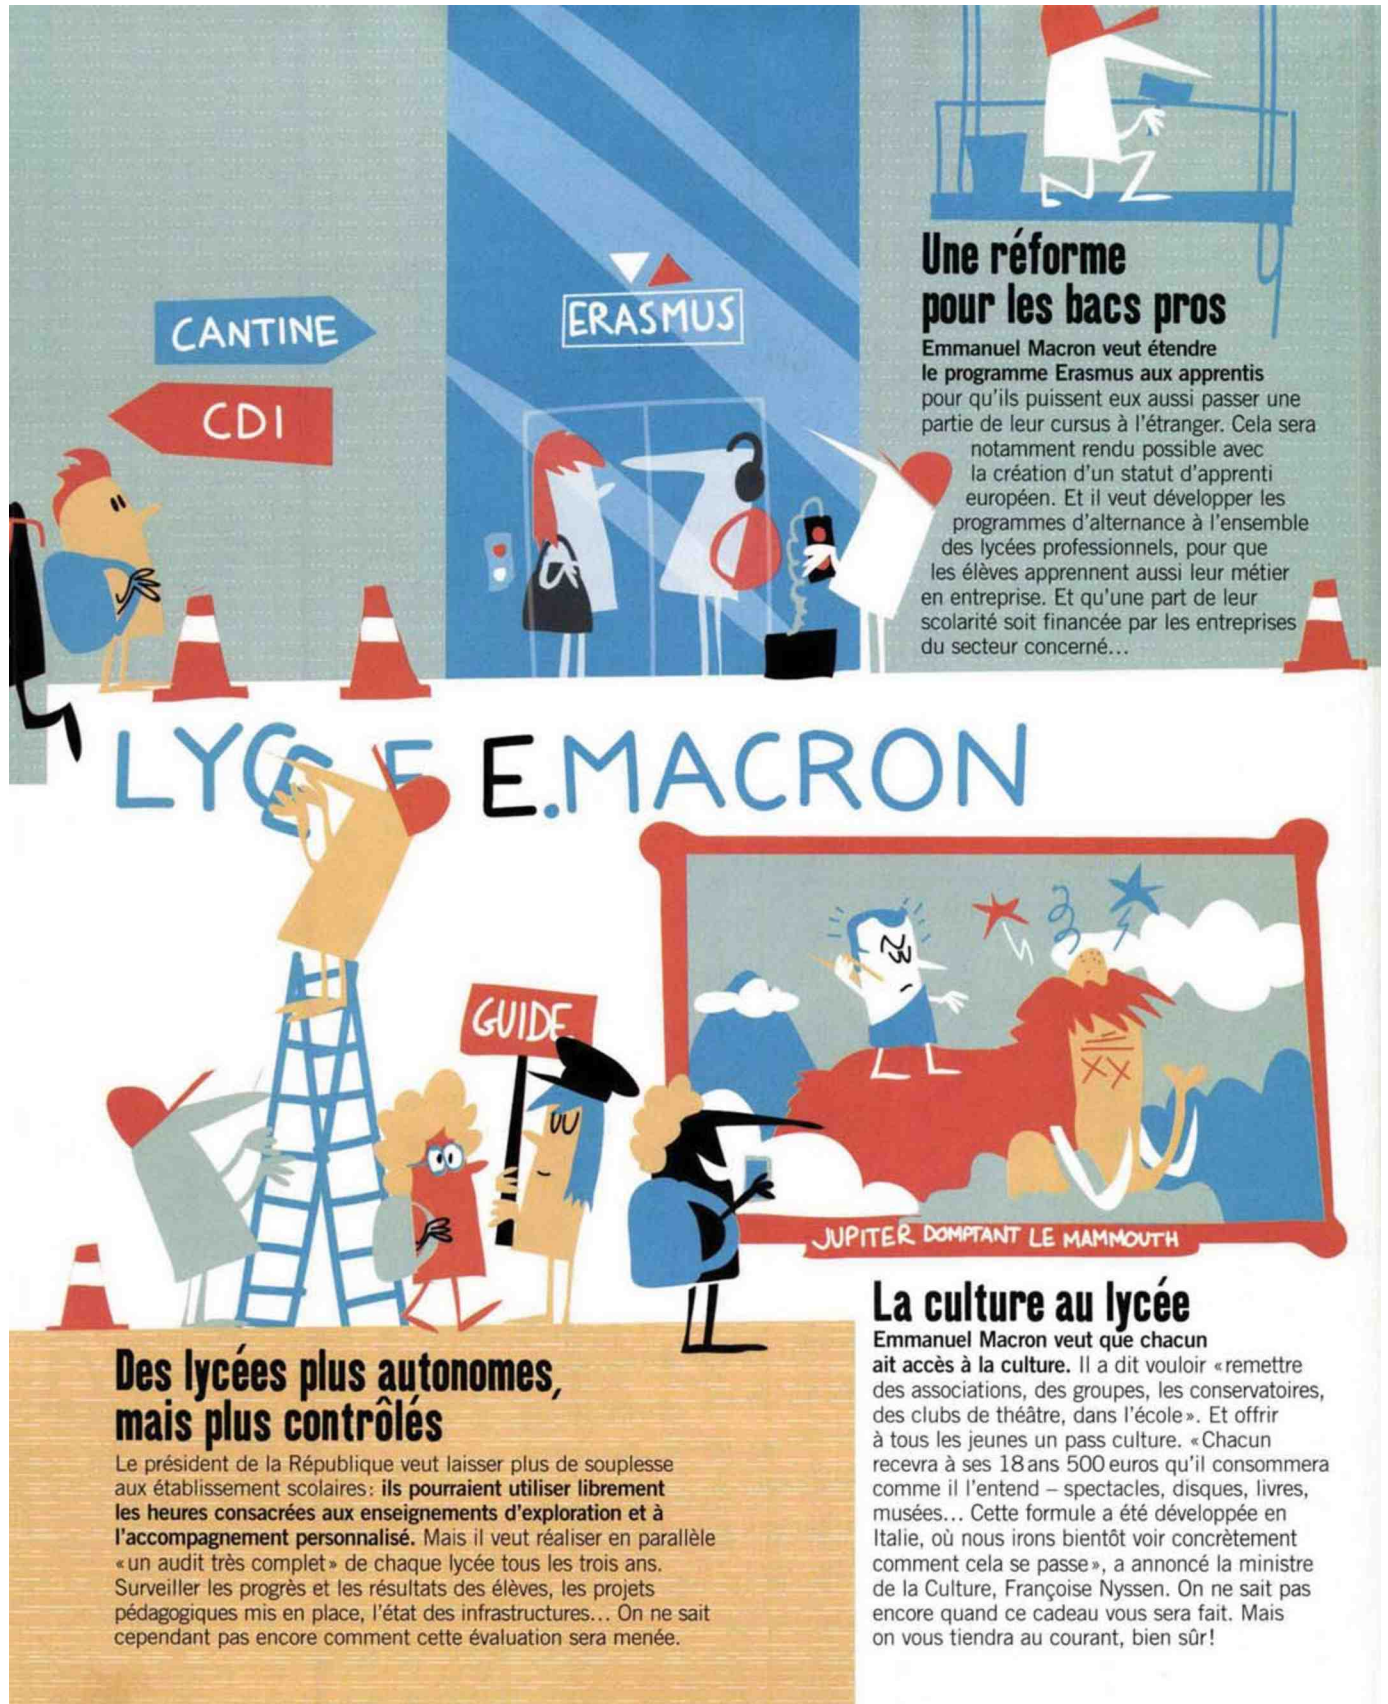 CANTINE
CDI
ERASMUS
Une réforme
pour les bacs pros
Emmanuel Macron veut étendre
le programme Erasmus aux apprentis
pour qu'ils puissent eux aussi passer une
partie de leur cursus à l'étranger. Cela sera
notamment rendu possible avec
la création d'un statut d'apprenti
européen. Et il veut développer les
programmes d'alternance à l'ensemble
des lycées professionnels, pour que
les élèves apprennent aussi leur métier
en entreprise. Et qu'une part de leur
scolarité soit financée par les entreprises
du secteur concerné...
LYCÉE E.MACRON
GUIDE
JUPITER DOMPTANT LE MAMMOUTH
Des lycées plus autonomes,
mais plus contrôlés
Le président de la République veut laisser plus de souplesse
aux établissement scolaires: ils pourraient utiliser librement
les heures consacrées aux enseignements d'exploration et à
l'accompagnement personnalisé. Mais il veut réaliser en parallèle
«un audit très complet» de chaque lycée tous les trois ans.
Surveiller les progrès et les résultats des élèves, les projets
pédagogiques mis en place, l'état des infrastructures... On ne sait
cependant pas encore comment cette évaluation sera menée.
La culture au lycée
Emmanuel Macron veut que chacun
ait accès à la culture. Il a dit vouloir «remettre
des associations, des groupes, les conservatoires,
des clubs de théâtre, dans l'école». Et offrir
à tous les jeunes un pass culture. «Chacun
recevra à ses 18 ans 500 euros qu'il consommera
comme il l'entend – spectacles, disques, livres,
musées... Cette formule a été développée en
Italie, où nous irons bientôt voir concrètement
comment cela se passe», a annoncé la ministre
de la Culture, Françoise Nyssen. On ne sait pas
encore quand ce cadeau vous sera fait. Mais
on vous tiendra au courant, bien sûr!